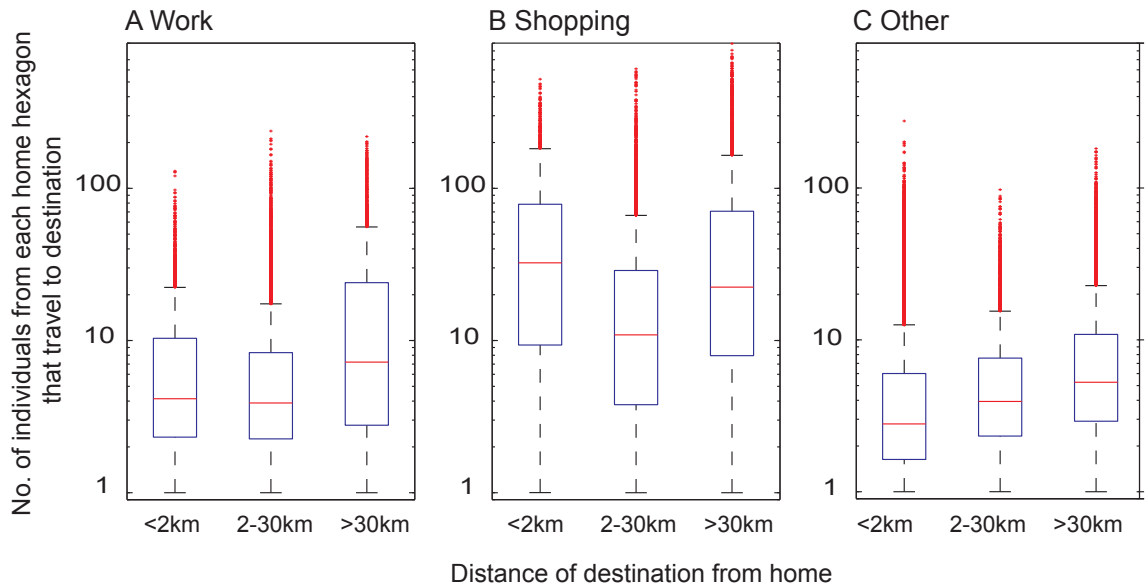 A Work
B Shopping
C Other
No. of individuals from each home hexagon
that travel to destination
100
10
1
100
10
1
100
10
1
<2km 2-30km >30km
<2km 2-30km >30km
<2km 2-30km >30km
Distance of destination from home